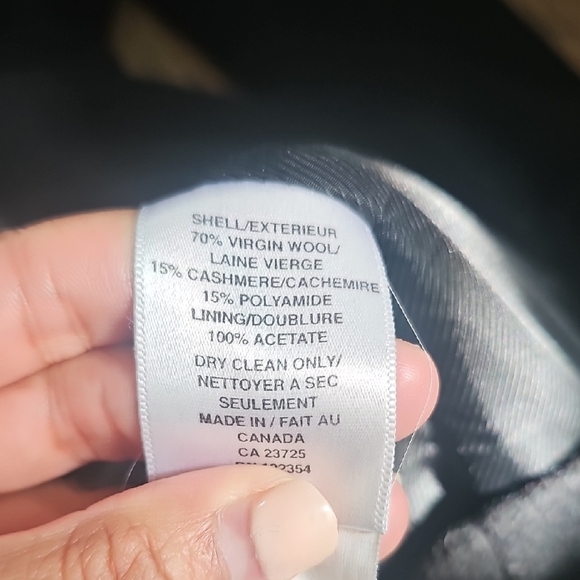 SHELL/EXTERIEUR
70% VIRGIN WOOL/
LAINE VIERGE
15% CASHMERE/CACHEMIRE
15% POLYAMIDE
LINING/DOUBLURE
100% ACETATE
DRY CLEAN ONLY/
NETTOYER A SEC
SEULEMENT
MADE IN / FAIT AU
CANADA
CA 23725